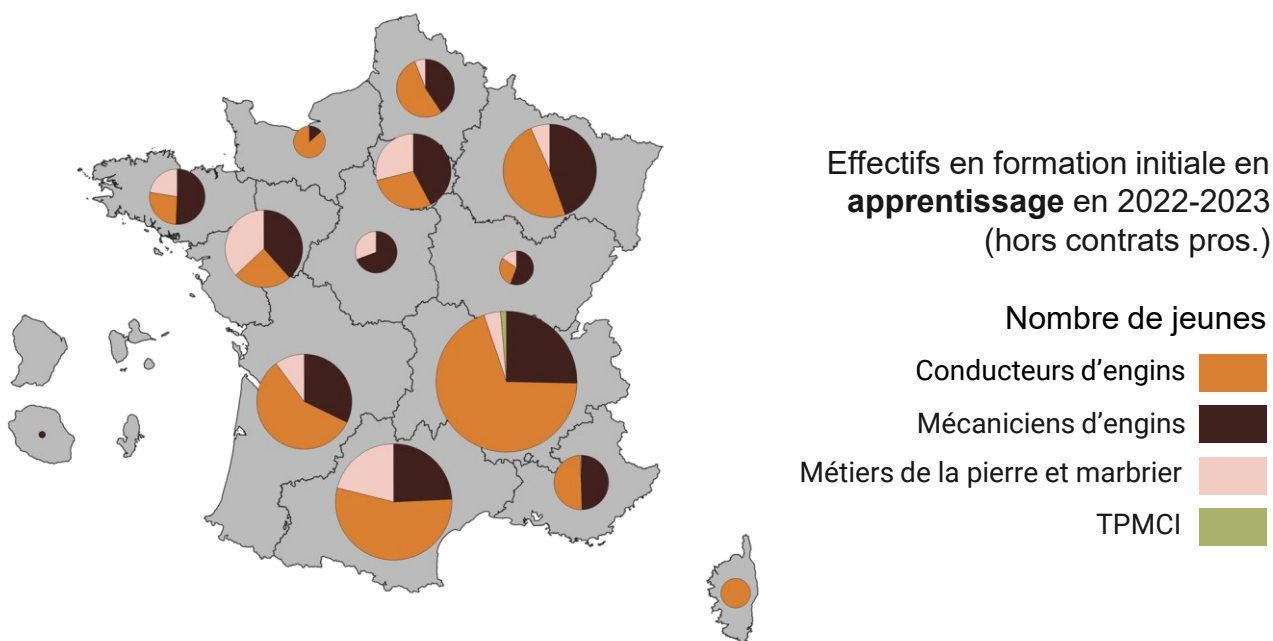 Effectifs en formation initiale en
apprentissage en 2022-2023
(hors contrats pros.)
Nombre de jeunes
Conducteurs d’engins
Mécaniciens d’engins
Métiers de la pierre et marbrier
TPMCI